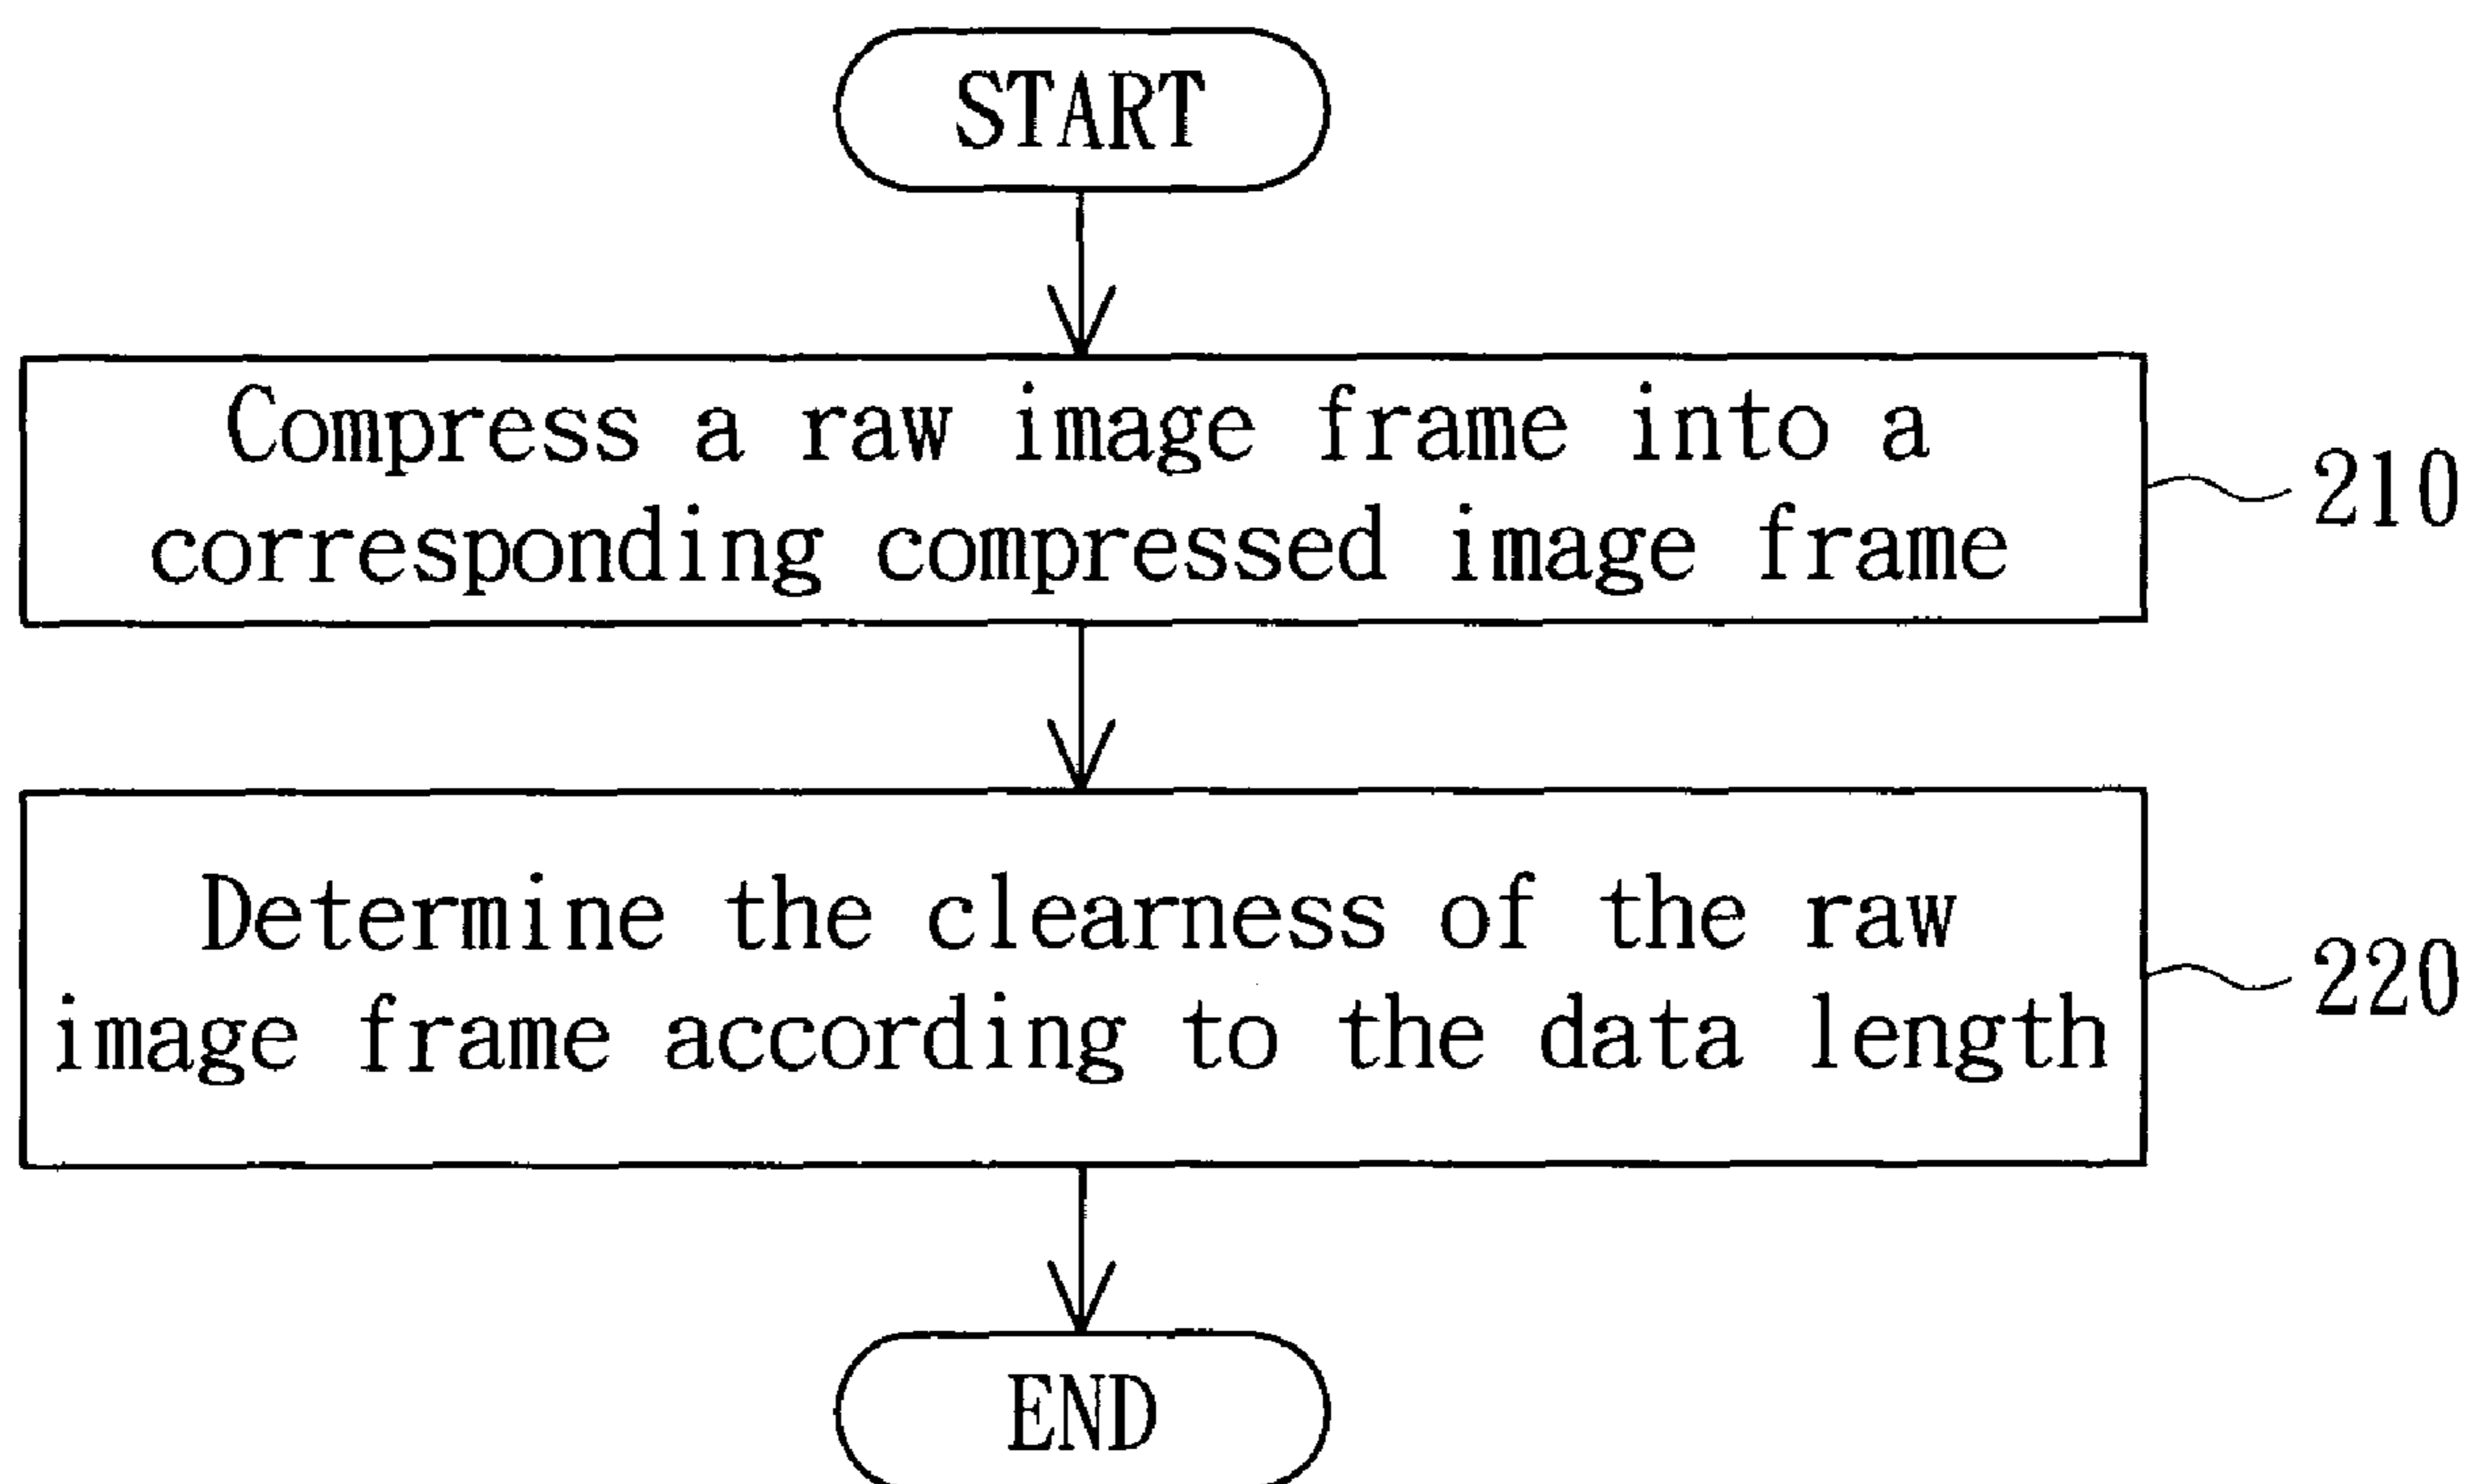 START
Compress a raw image frame into a
corresponding compressed image frame
210
Determine the clearness of the raw
image frame according to the data length
220
END